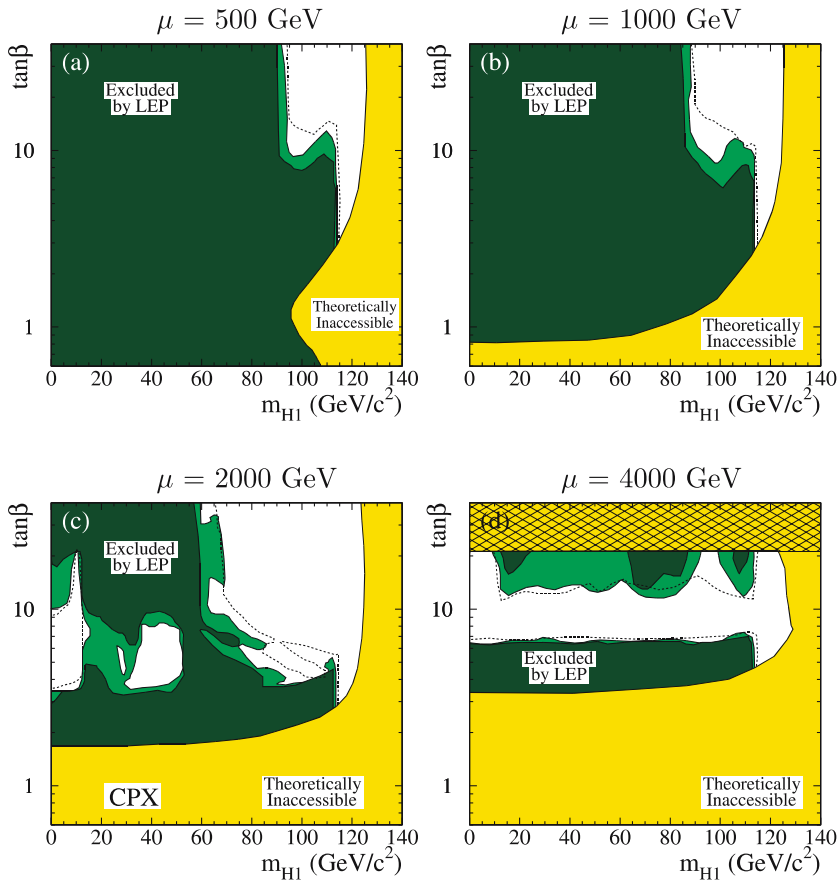 μ = 500 GeV
tanβ
(a)
Excluded
by LEP
10
1
Theoretically
Inaccessible
0 20 40 60 80 100 120 140
m_H1 (GeV/c²)
μ = 1000 GeV
tanβ
(b)
Excluded
by LEP
10
1
Theoretically
Inaccessible
0 20 40 60 80 100 120 140
m_H1 (GeV/c²)
μ = 2000 GeV
tanβ
(c)
Excluded
by LEP
10
1
CPX
Theoretically
Inaccessible
0 20 40 60 80 100 120 140
m_H1 (GeV/c²)
μ = 4000 GeV
tanβ
(d)
10
Excluded
by LEP
1
Theoretically
Inaccessible
0 20 40 60 80 100 120 140
m_H1 (GeV/c²)